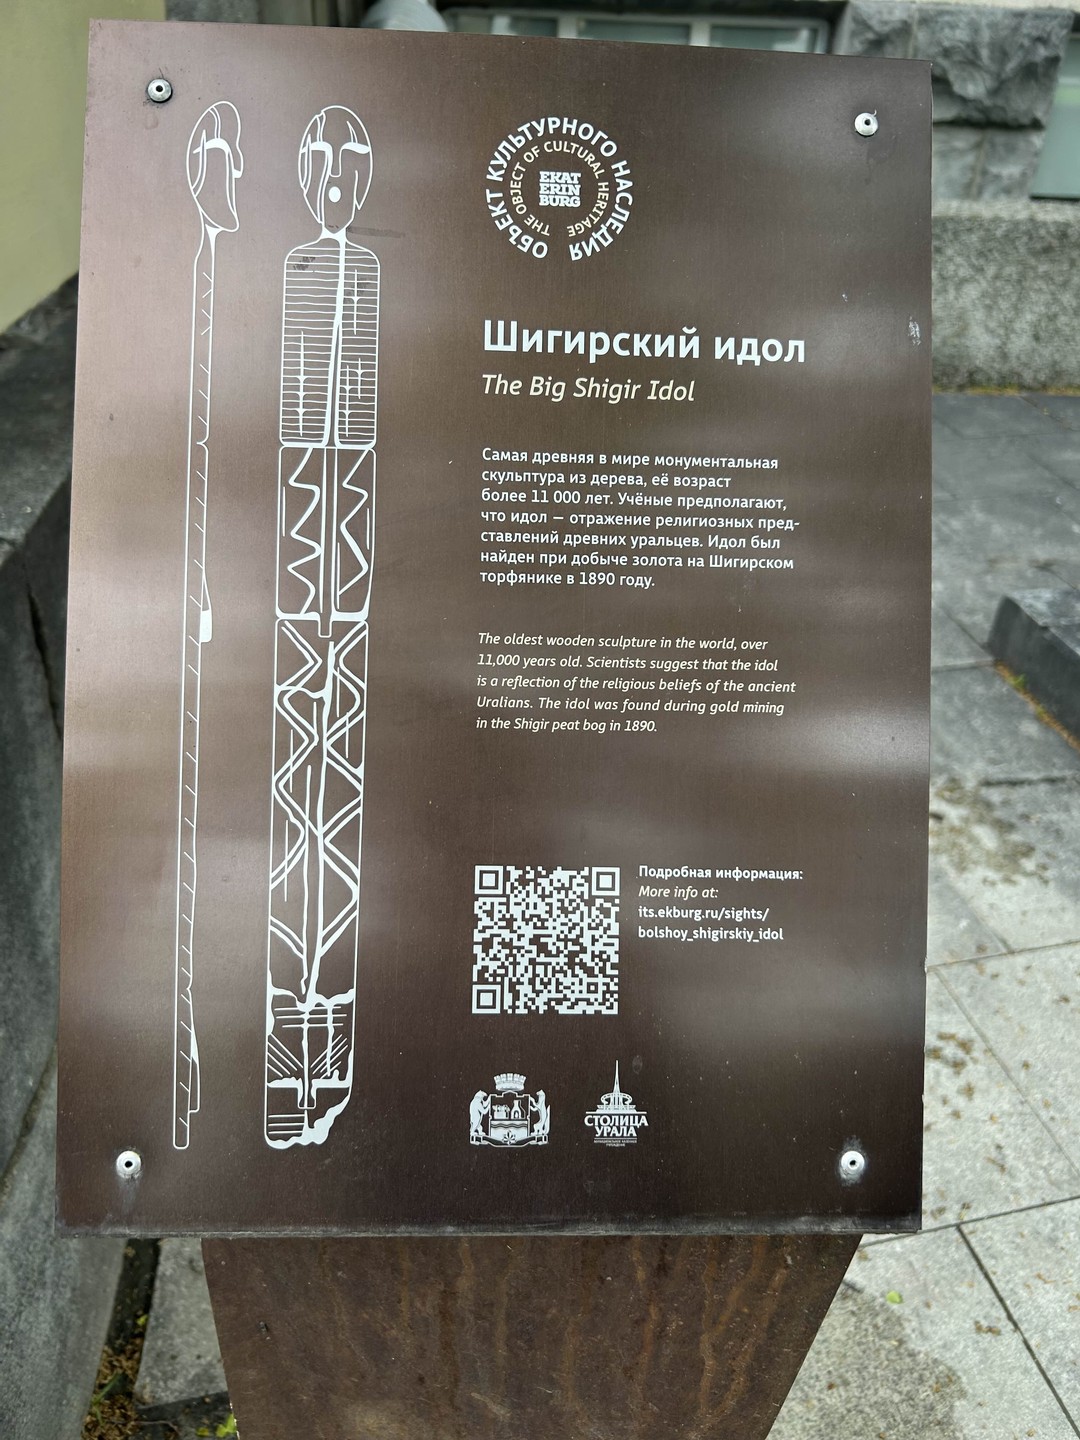 ОБЪЕКТ КУЛЬТУРНОГО НАСЛЕДИЯ
THE OBJECT OF CULTURAL HERITAGE
EKAT
ERIN
BURG
Шигирский идол
The Big Shigir Idol
Самая древняя в мире монументальная
скульптура из дерева, её возраст
более 11 000 лет. Учёные предполагают,
что идол — отражение религиозных пред-
ставлений древних уральцев. Идол был
найден при добыче золота на Шигирском
торфянике в 1890 году.
The oldest wooden sculpture in the world, over
11,000 years old. Scientists suggest that the idol
is a reflection of the religious beliefs of the ancient
Uralians. The idol was found during gold mining
in the Shigir peat bog in 1890.
Подробная информация:
More info at:
its.ekburg.ru/sights/
bolshoy_shigirskiy_idol
СТОЛИЦА
УРАЛА